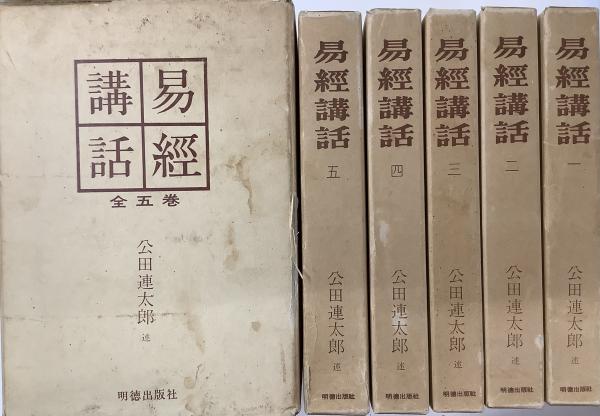 易經
講話
全五巻
公田連太郎 述
明德出版社
易經講話 五 公田連太郎 述 明德出版社
易經講話 四 公田連太郎 述 明德出版社
易經講話 三 公田連太郎 述 明德出版社
易經講話 二 公田連太郎 述 明德出版社
易經講話 一 公田連太郎 述 明德出版社